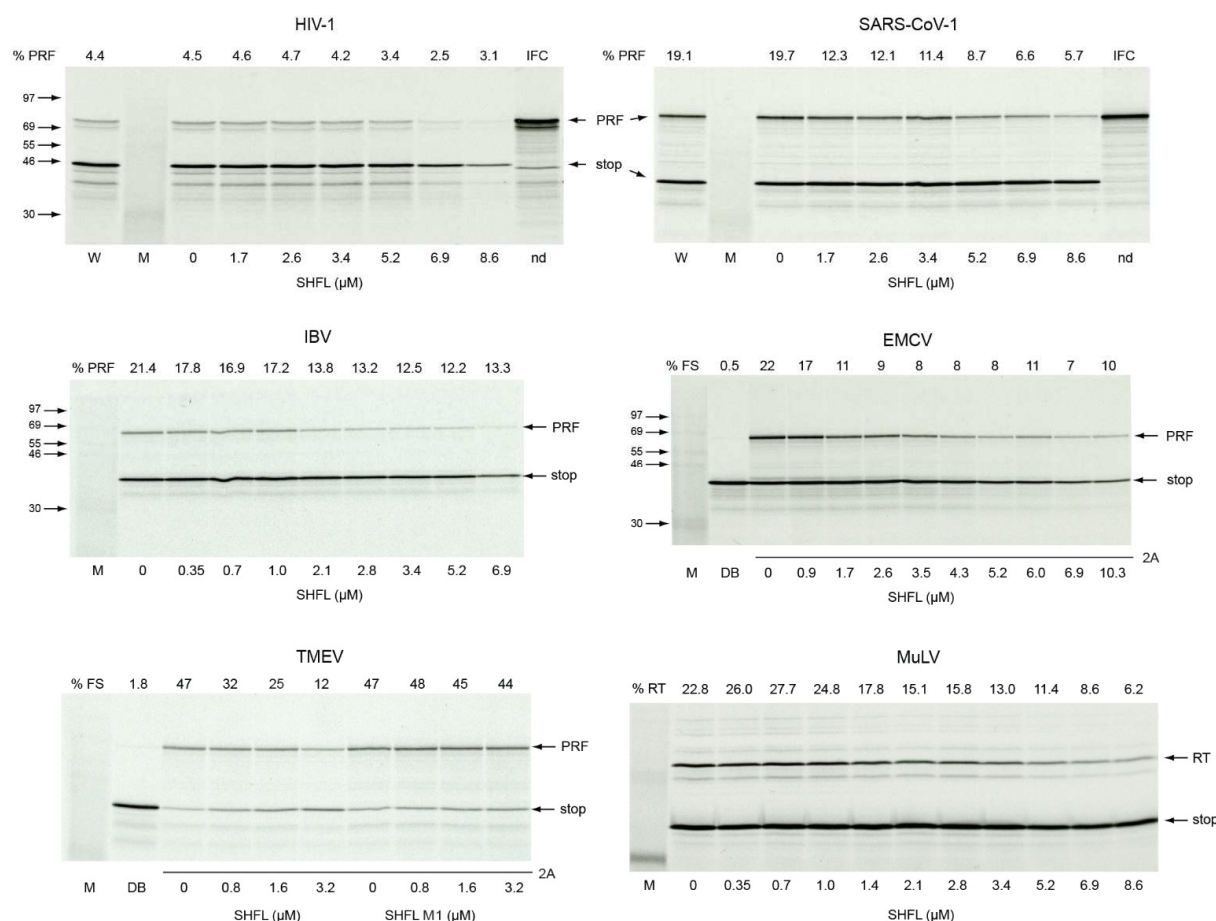 HIV-1
% PRF 4.4 4.5 4.6 4.7 4.2 3.4 2.5 3.1 IFC
97
69
55
46
30
PRF
stop
W M 0 1.7 2.6 3.4 5.2 6.9 8.6 nd
SHFL (µM)
SARS-CoV-1
% PRF 19.1 19.7 12.3 12.1 11.4 8.7 6.6 5.7 IFC
W M 0 1.7 2.6 3.4 5.2 6.9 8.6 nd
SHFL (µM)
IBV
% PRF 21.4 17.8 16.9 17.2 13.8 13.2 12.5 12.2 13.3
97
69
55
46
30
PRF
stop
M 0 0.35 0.7 1.0 2.1 2.8 3.4 5.2 6.9
SHFL (µM)
EMCV
% FS 0.5 22 17 11 9 8 8 8 11 7 10
97
69
55
46
30
PRF
stop
2A
M DB 0 0.9 1.7 2.6 3.5 4.3 5.2 6.0 6.9 10.3
SHFL (µM)
TMEV
% FS 1.8 47 32 25 12 47 48 45 44
PRF
stop
2A
M DB 0 0.8 1.6 3.2 0 0.8 1.6 3.2
SHFL (µM) SHFL M1 (µM)
MuLV
% RT 22.8 26.0 27.7 24.8 17.8 15.1 15.8 13.0 11.4 8.6 6.2
RT
stop
M 0 0.35 0.7 1.0 1.4 2.1 2.8 3.4 5.2 6.9 8.6
SHFL (µM)